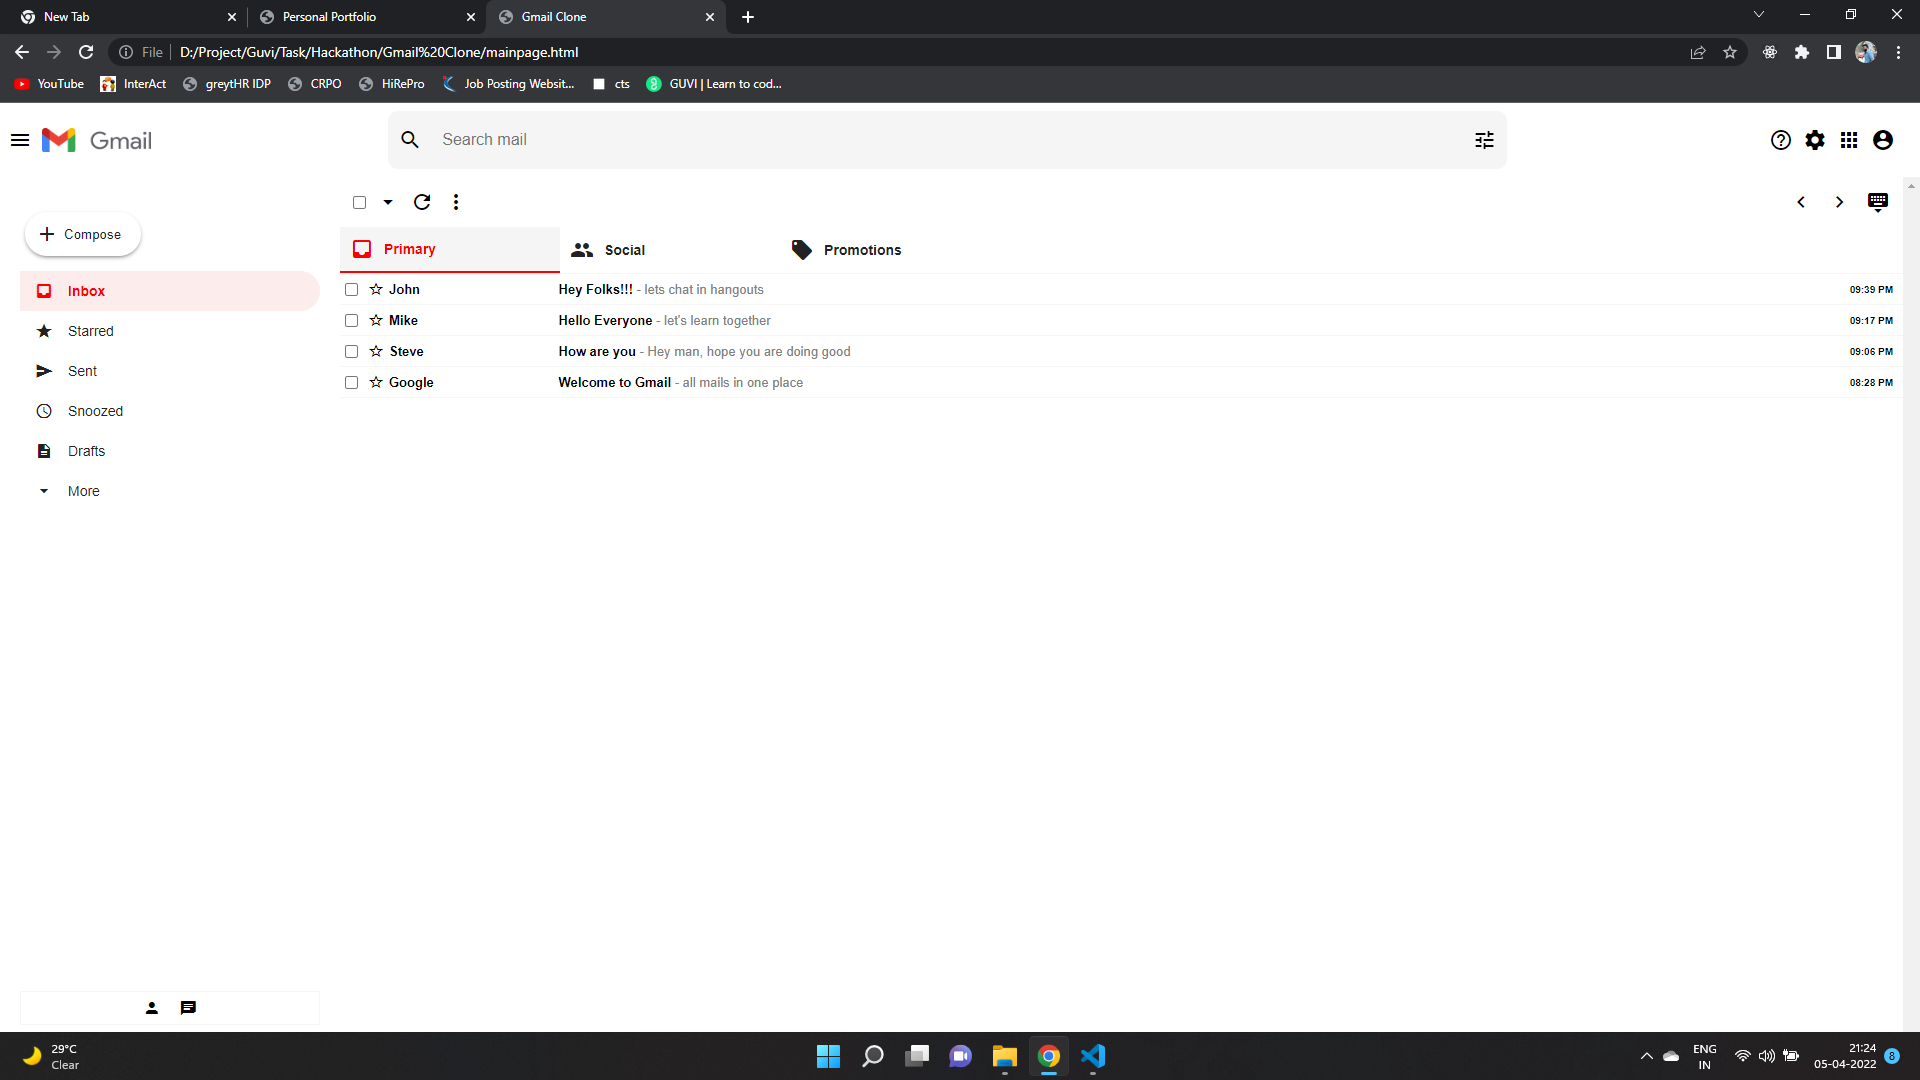 New Tab
Personal Portfolio
Gmail Clone
File
D:/Project/Guvi/Task/Hackathon/Gmail%20Clone/mainpage.html
YouTube
InterAct
greytHR IDP
CRPO
HiRePro
Job Posting Websit...
cts
GUVI | Learn to cod...
Gmail
Search mail
Compose
Primary
Social
Promotions
John Hey Folks!!! - lets chat in hangouts 09:39 PM
Mike Hello Everyone - let's learn together 09:17 PM
Steve How are you - Hey man, hope you are doing good 09:06 PM
Google Welcome to Gmail - all mails in one place 08:28 PM
Inbox
Starred
Sent
Snoozed
Drafts
More
29°C
Clear
ENG
IN
21:24
05-04-2022
8